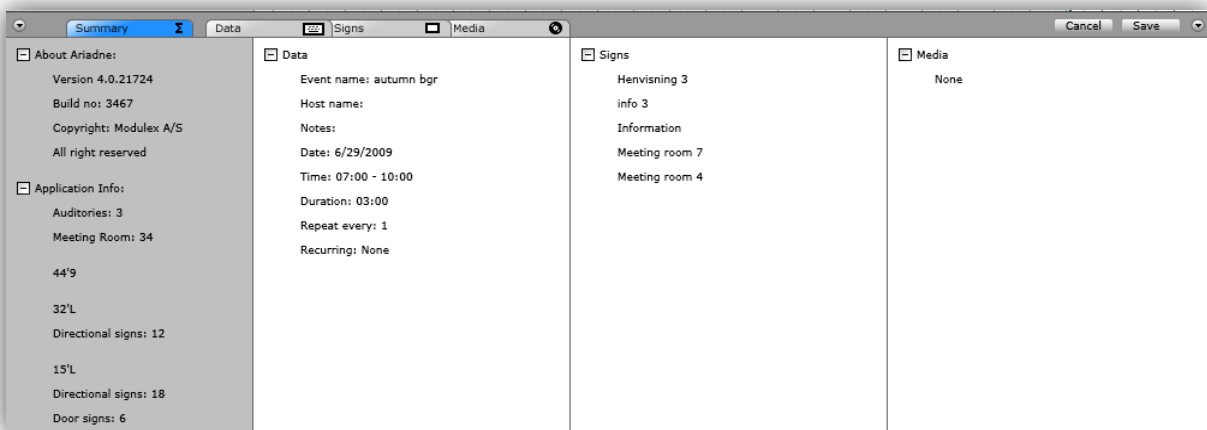 Summary Σ
Data
Signs
Media
Cancel
Save
About Ariadne:
Version 4.0.21724
Build no: 3467
Copyright: Modulex A/S
All right reserved
Application Info:
Auditories: 3
Meeting Room: 34
44'9
32'L
Directional signs: 12
15'L
Directional signs: 18
Door signs: 6
Data
Event name: autumn bgr
Host name:
Notes:
Date: 6/29/2009
Time: 07:00 - 10:00
Duration: 03:00
Repeat every: 1
Recurring: None
Signs
Henvisning 3
info 3
Information
Meeting room 7
Meeting room 4
Media
None